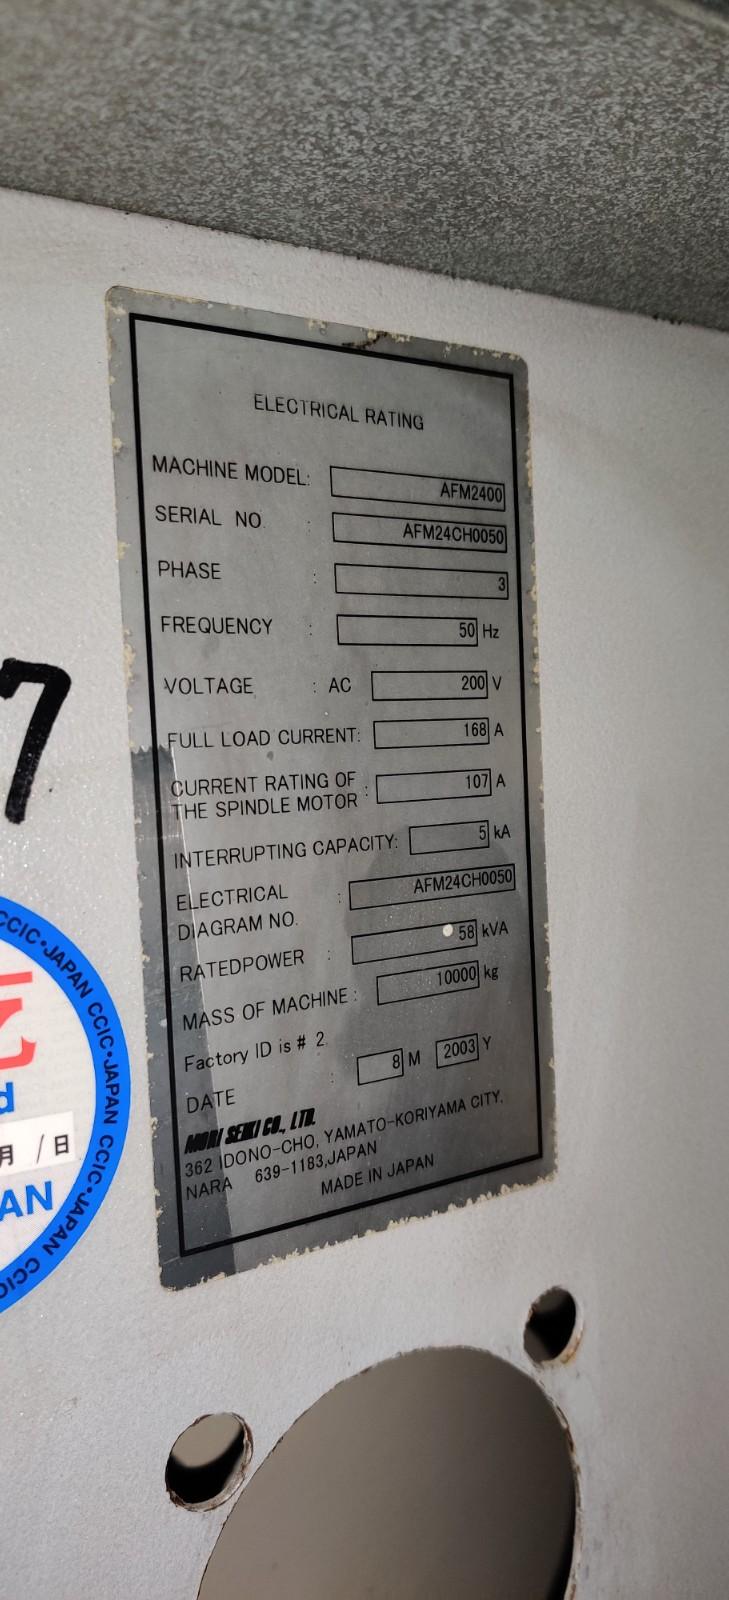 ELECTRICAL RATING
MACHINE MODEL: AFM2400
SERIAL NO. : AFM24CH0050
PHASE : 3
FREQUENCY : 50 Hz
VOLTAGE : AC 200 V
FULL LOAD CURRENT: 168 A
CURRENT RATING OF
THE SPINDLE MOTOR : 107 A
INTERRUPTING CAPACITY: 5 kA
ELECTRICAL
DIAGRAM NO. : AFM24CH0050
RATEDPOWER : 58 kVA
MASS OF MACHINE : 10000 kg
Factory ID is # 2
DATE : 8 M 2003 Y
MORI SEIKI CO., LTD.
362 IDONO-CHO, YAMATO-KORIYAMA CITY,
NARA 639-1183,JAPAN
MADE IN JAPAN
7
CCIC・JAPAN CCIC・JAPAN CCIC・JAPAN CCIC
d
月 / 日
AN